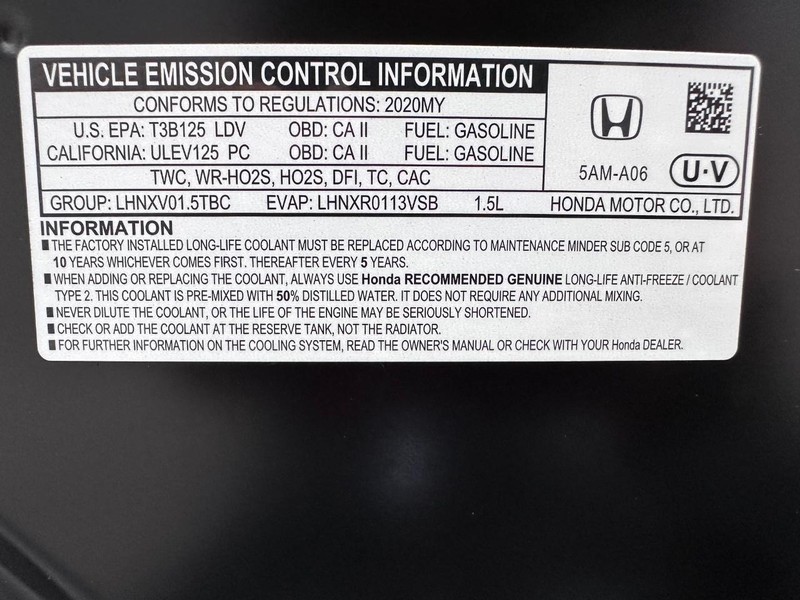 VEHICLE EMISSION CONTROL INFORMATION
CONFORMS TO REGULATIONS: 2020MY
U.S. EPA: T3B125 LDV OBD: CA II FUEL: GASOLINE
CALIFORNIA: ULEV125 PC OBD: CA II FUEL: GASOLINE
TWC, WR-HO2S, HO2S, DFI, TC, CAC
5AM-A06 U·V
GROUP: LHNXV01.5TBC EVAP: LHNXR0113VSB 1.5L HONDA MOTOR CO., LTD.
INFORMATION
■ THE FACTORY INSTALLED LONG-LIFE COOLANT MUST BE REPLACED ACCORDING TO MAINTENANCE MINDER SUB CODE 5, OR AT
10 YEARS WHICHEVER COMES FIRST. THEREAFTER EVERY 5 YEARS.
■ WHEN ADDING OR REPLACING THE COOLANT, ALWAYS USE Honda RECOMMENDED GENUINE LONG-LIFE ANTI-FREEZE / COOLANT
TYPE 2. THIS COOLANT IS PRE-MIXED WITH 50% DISTILLED WATER. IT DOES NOT REQUIRE ANY ADDITIONAL MIXING.
■ NEVER DILUTE THE COOLANT, OR THE LIFE OF THE ENGINE MAY BE SERIOUSLY SHORTENED.
■ CHECK OR ADD THE COOLANT AT THE RESERVE TANK, NOT THE RADIATOR.
■ FOR FURTHER INFORMATION ON THE COOLING SYSTEM, READ THE OWNER'S MANUAL OR CHECK WITH YOUR Honda DEALER.